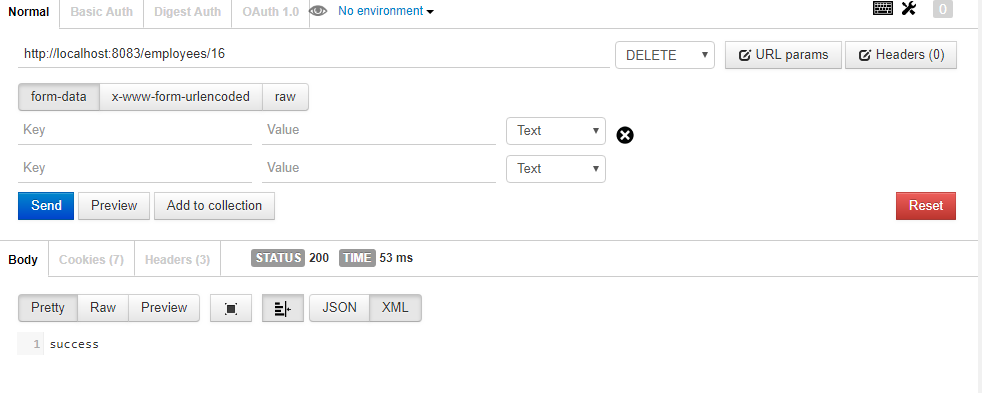 Normal Basic Auth Digest Auth OAuth 1.0 No environment 0
http://localhost:8083/employees/16 DELETE URL params Headers (0)
form-data x-www-form-urlencoded raw
Key Value Text
Key Value Text
Send Preview Add to collection Reset
Body Cookies (7) Headers (3) STATUS 200 TIME 53 ms
Pretty Raw Preview JSON XML
1 success